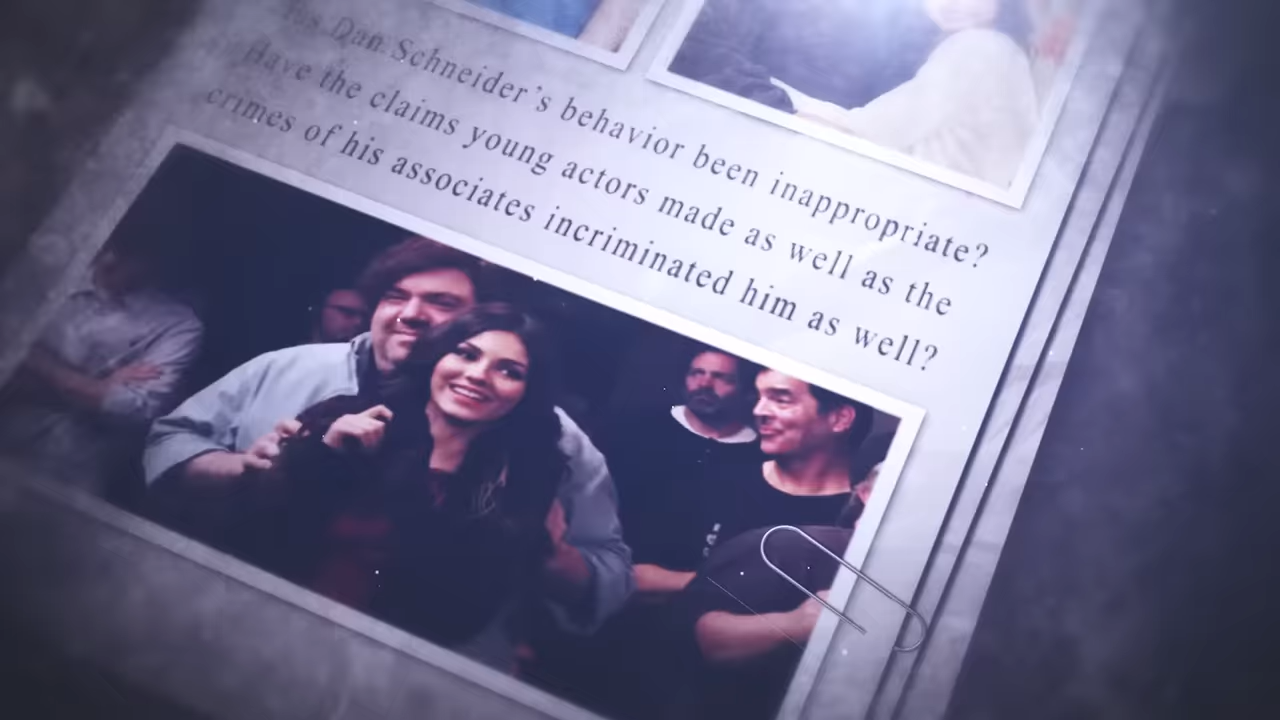 Has Dan Schneider's behavior been inappropriate?
Have the claims young actors made as well as the
crimes of his associates incriminated him as well?